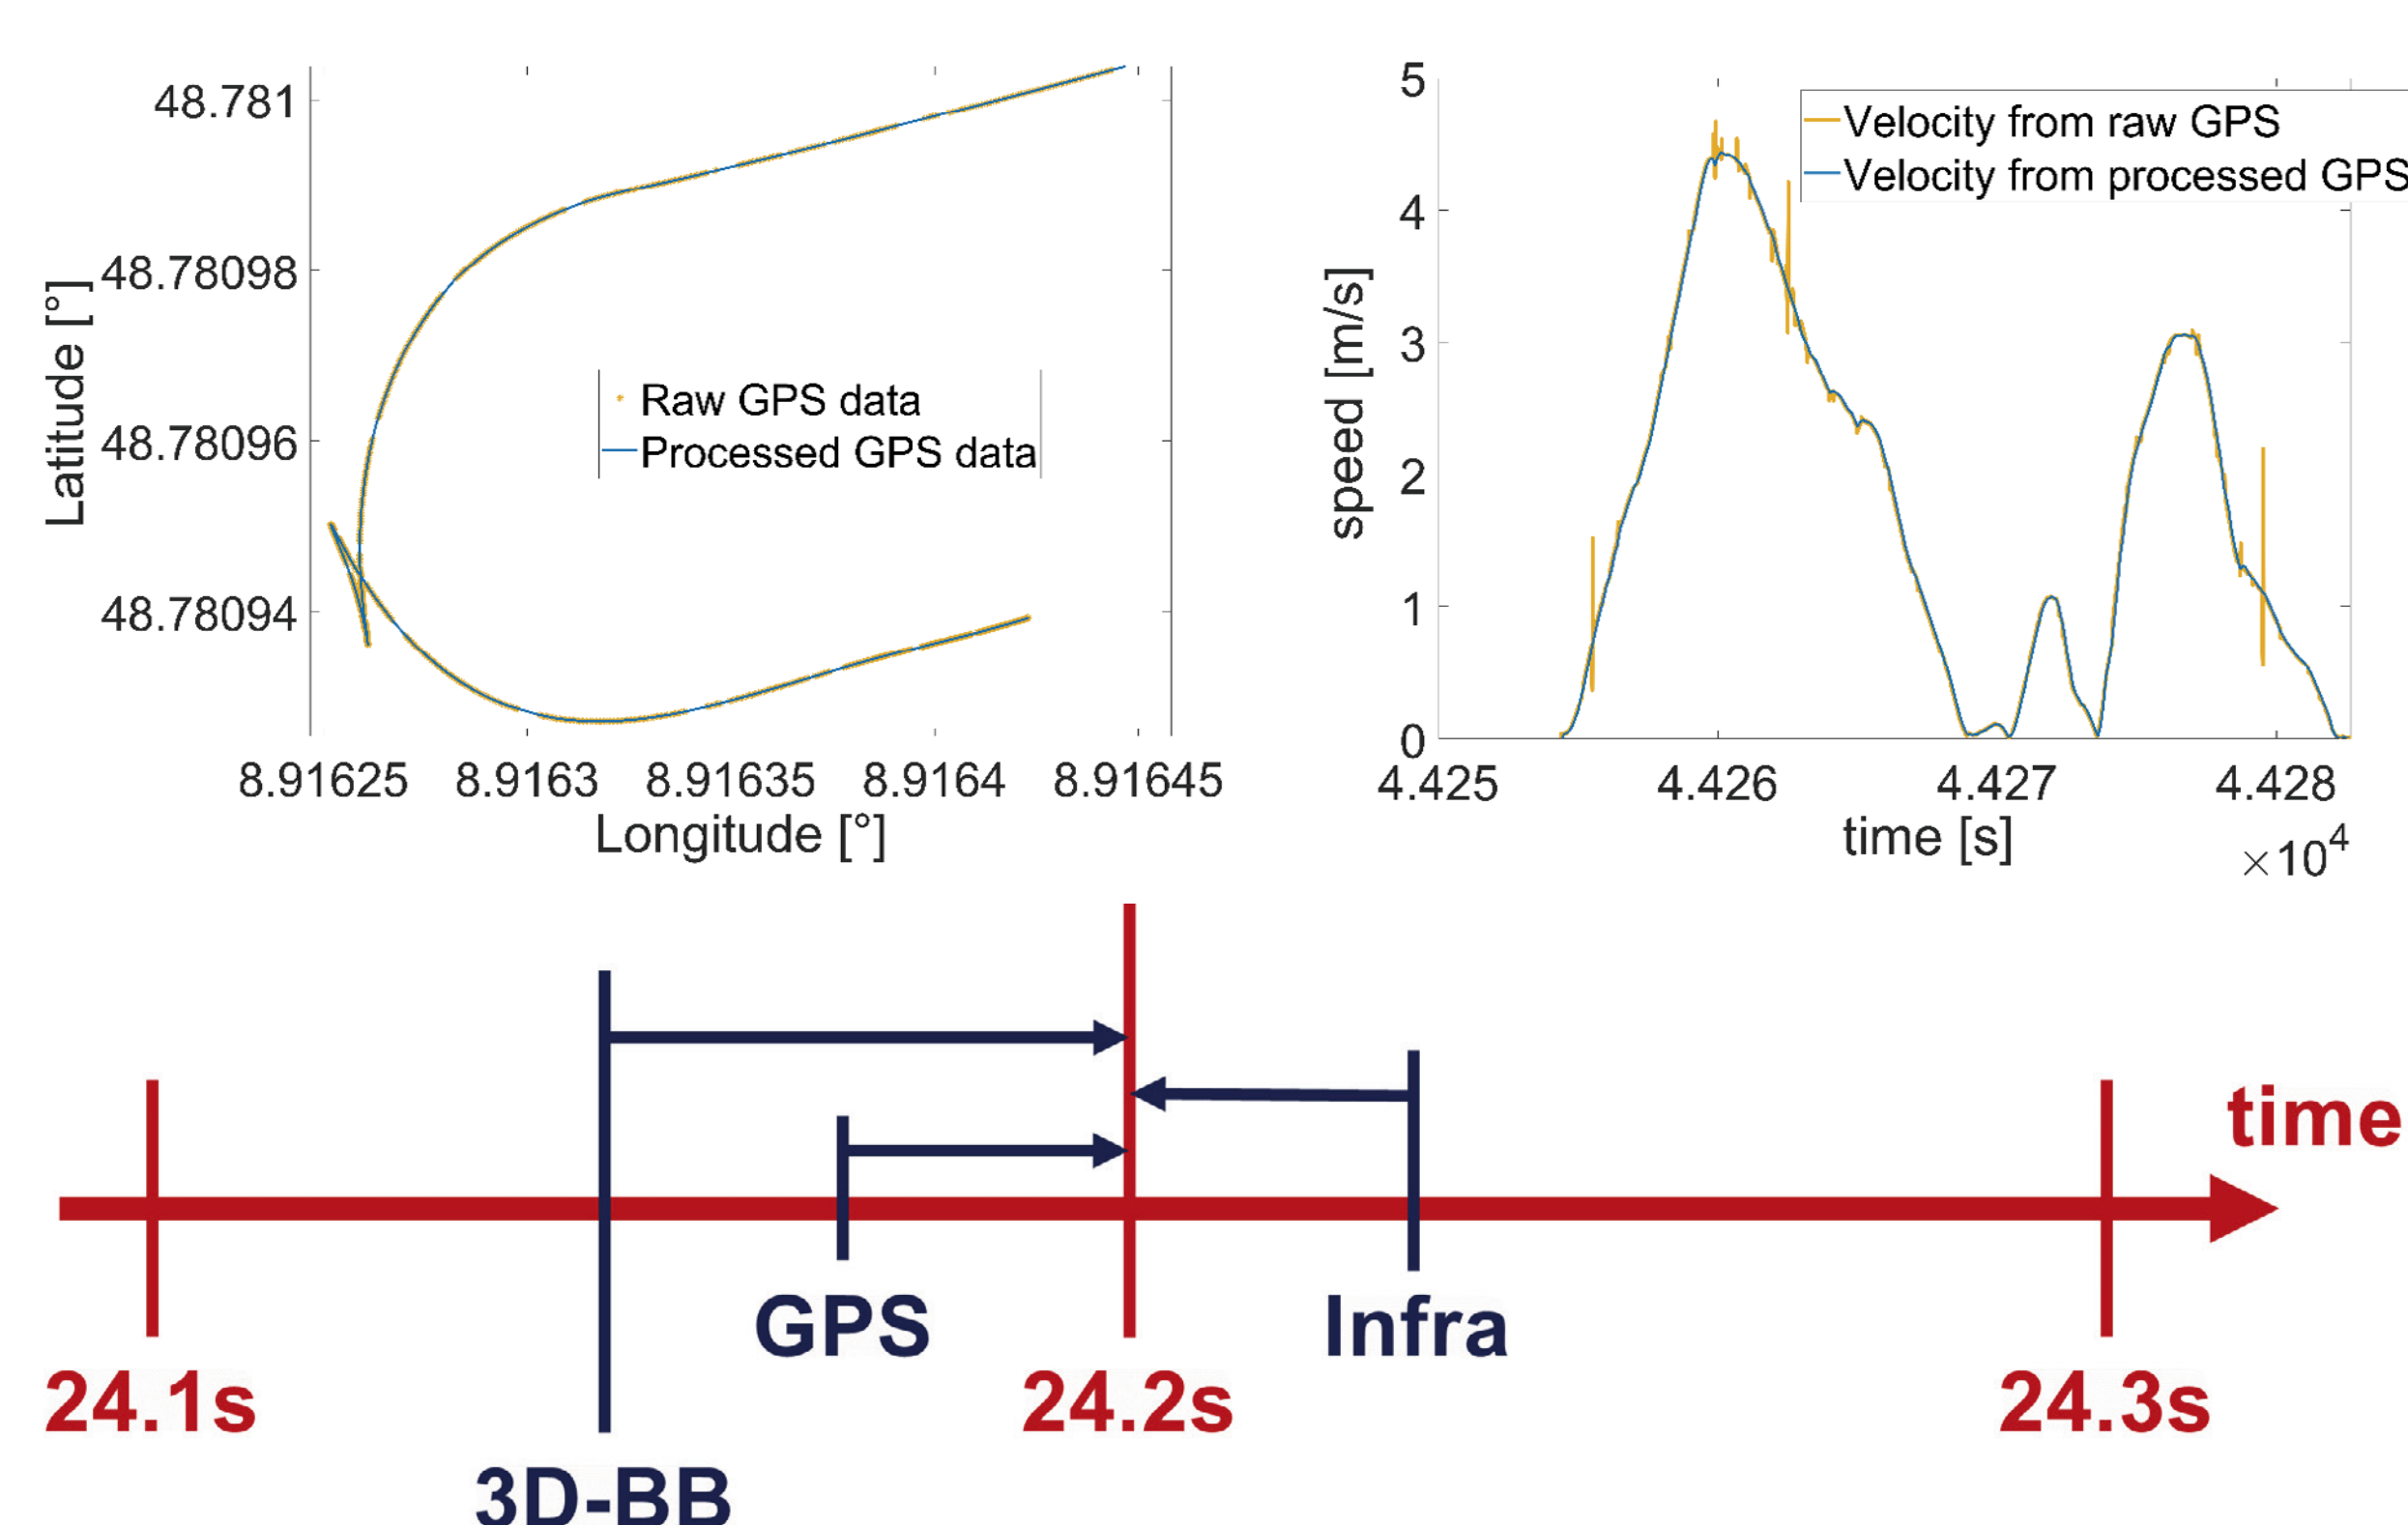 48.781
48.78098
48.78096
48.78094
Latitude [°]
Raw GPS data
Processed GPS data
8.91625 8.9163 8.91635 8.9164 8.91645
Longitude [°]
5
4
3
2
1
0
speed [m/s]
Velocity from raw GPS
Velocity from processed GPS
4.425 4.426 4.427 4.428
time [s]
×10⁴
time
GPS
Infra
24.1s
24.2s
24.3s
3D-BB